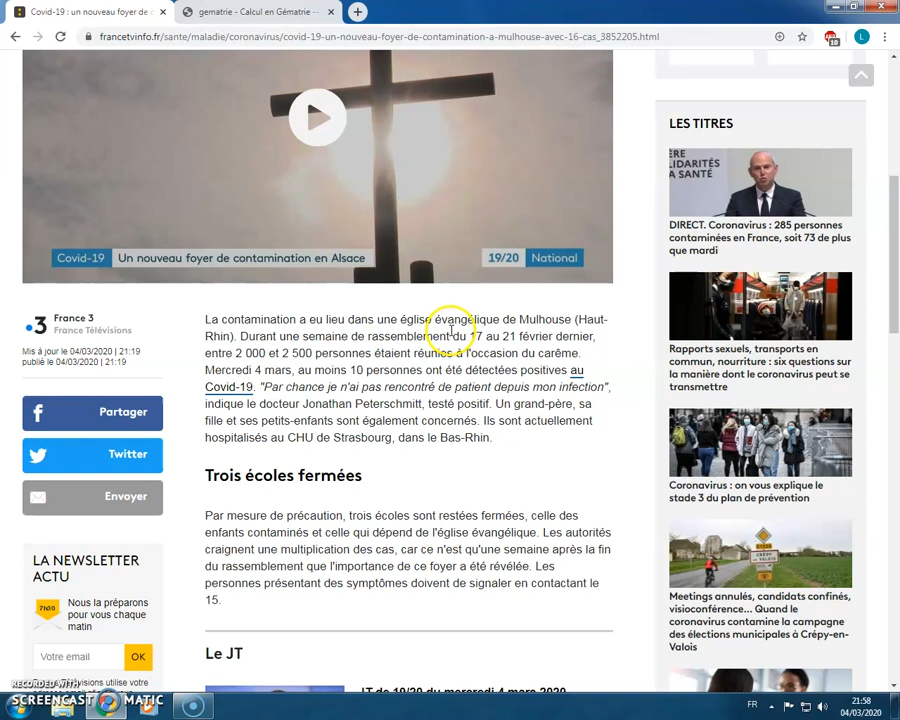 Covid-19 : un nouveau foyer de
gematrie - Calcul en Gématrie -
francetvinfo.fr/sante/maladie/coronavirus/covid-19-un-nouveau-foyer-de-contamination-a-mulhouse-avec-16-cas_3852205.html
10
L
Covid-19
Un nouveau foyer de contamination en Alsace
19/20
National
3
France 3
France Télévisions
Mis à jour le 04/03/2020 | 21:19
publié le 04/03/2020 | 21:19
Partager
Twitter
Envoyer
LA NEWSLETTER
ACTU
7h30
Nous la préparons
pour vous chaque
matin
Votre email
OK
Télévisions utilise votre
La contamination a eu lieu dans une église évangélique de Mulhouse (Haut-
Rhin). Durant une semaine de rassemblement du 17 au 21 février dernier,
entre 2 000 et 2 500 personnes étaient réunies à l'occasion du carême.
Mercredi 4 mars, au moins 10 personnes ont été détectées positives au
Covid-19. "Par chance je n'ai pas rencontré de patient depuis mon infection",
indique le docteur Jonathan Peterschmitt, testé positif. Un grand-père, sa
fille et ses petits-enfants sont également concernés. Ils sont actuellement
hospitalisés au CHU de Strasbourg, dans le Bas-Rhin.
Trois écoles fermées
Par mesure de précaution, trois écoles sont restées fermées, celle des
enfants contaminés et celle qui dépend de l'église évangélique. Les autorités
craignent une multiplication des cas, car ce n'est qu'une semaine après la fin
du rassemblement que l'importance de ce foyer a été révélée. Les
personnes présentant des symptômes doivent de signaler en contactant le
15.
Le JT
JT de 19/20 du mercredi 4 mars 2020
LES TITRES
ÈRE
LIDARITÉS
A SANTÉ
DIRECT. Coronavirus : 285 personnes
contaminées en France, soit 73 de plus
que mardi
Rapports sexuels, transports en
commun, nourriture : six questions sur
la manière dont le coronavirus peut se
transmettre
Coronavirus : on vous explique le
stade 3 du plan de prévention
CRÉPY-EN-
VALOIS
Meetings annulés, candidats confinés,
visioconférence... Quand le
coronavirus contamine la campagne
des élections municipales à Crépy-en-
Valois
RECORDED WITH
SCREENCAST MATIC
FR
21:58
04/03/2020